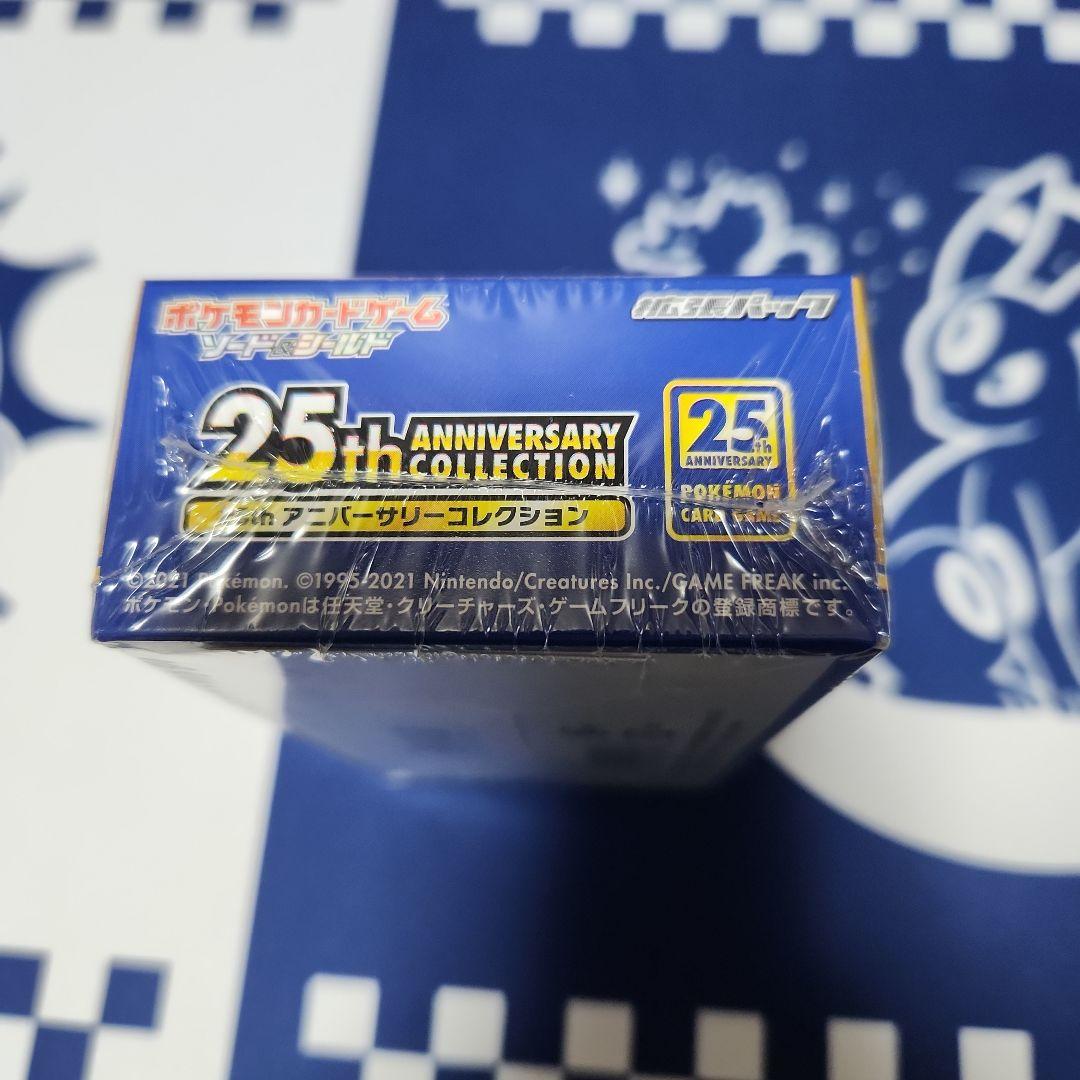 ポケモンカードゲーム
ソード&シールド
拡張パック
25th ANNIVERSARY
COLLECTION
25th アニバーサリーコレクション
25th
ANNIVERSARY
POKÉMON
CARD GAME
©2021 Pokémon. ©1995-2021 Nintendo/Creatures Inc./GAME FREAK inc.
ポケモン・Pokémonは任天堂・クリーチャーズ・ゲームフリークの登録商標です。